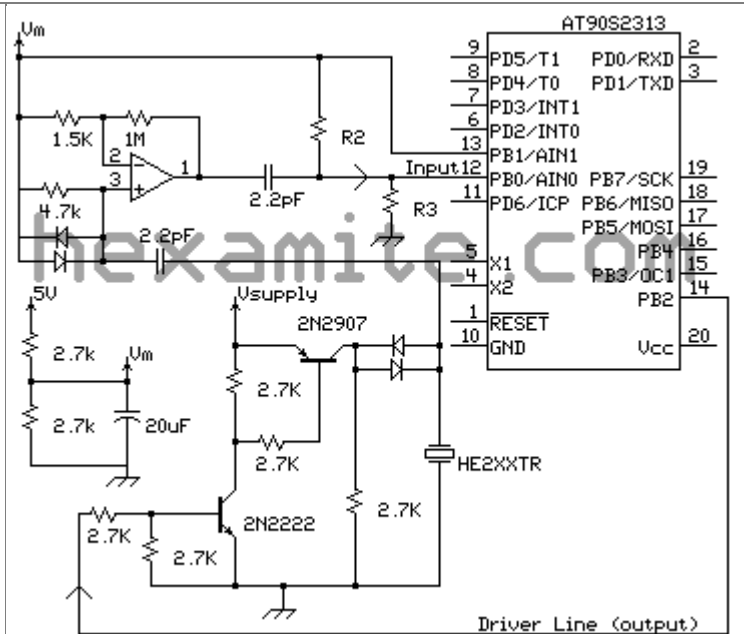 AT90S2313
Vm
9 PD5/T1 PD0/RXD 2
8 PD4/T0 PD1/TXD 3
7 PD3/INT1
6 PD2/INT0
13 PB1/AIN1
Input 12 PB0/AIN0 PB7/SCK 19
11 PD6/ICP PB6/MISO 18
PB5/MOSI 17
PB4 16
5 X1 PB3/OC1 15
4 X2 PB2 14
1 RESET
10 GND Vcc 20
1.5K
1M
2
3
1
R2
2.2pF
R3
4.7k
2.2pF
hexamite.com
5V
Vsupply
2N2907
2.7k
Vm
2.7K
2.7k
20uF
2.7K
HE2XXTR
2N2222
2.7K
2.7K
2.7K
Driver Line (output)